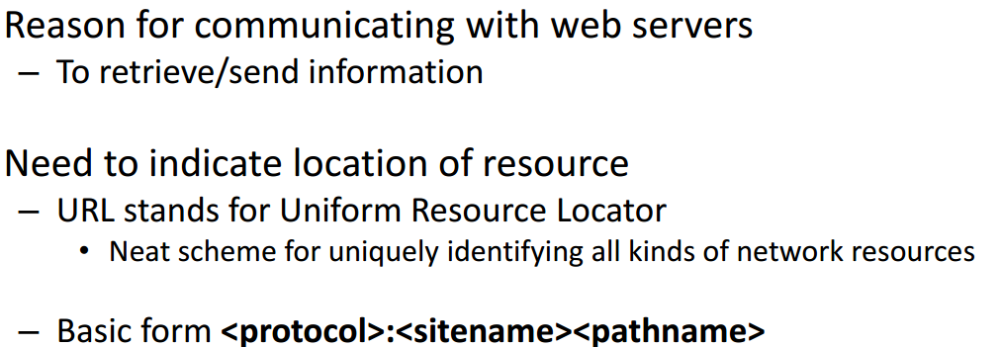 Reason for communicating with web servers
– To retrieve/send information
Need to indicate location of resource
– URL stands for Uniform Resource Locator
• Neat scheme for uniquely identifying all kinds of network resources
– Basic form <protocol>:<sitename><pathname>